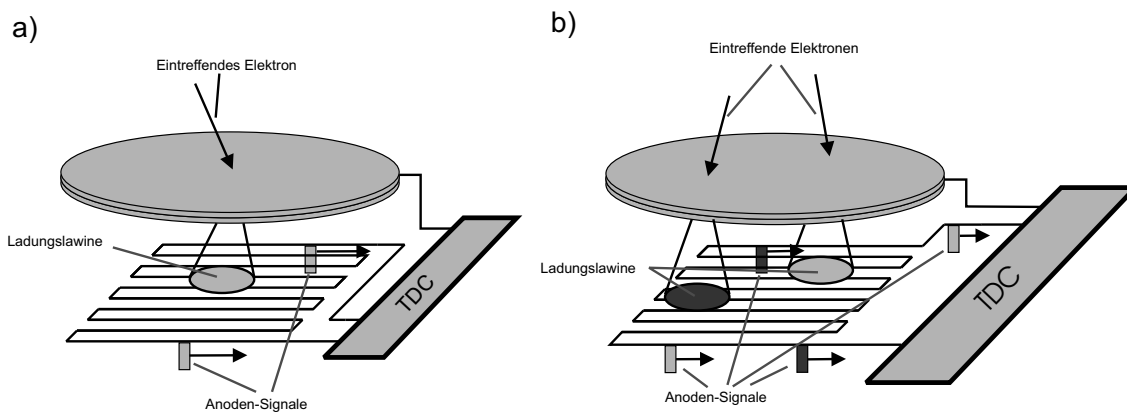 a)
Eintreffendes Elektron
Ladungslawine
TDC
Anoden-Signale
b)
Eintreffende Elektronen
Ladungslawine
TDC
Anoden-Signale